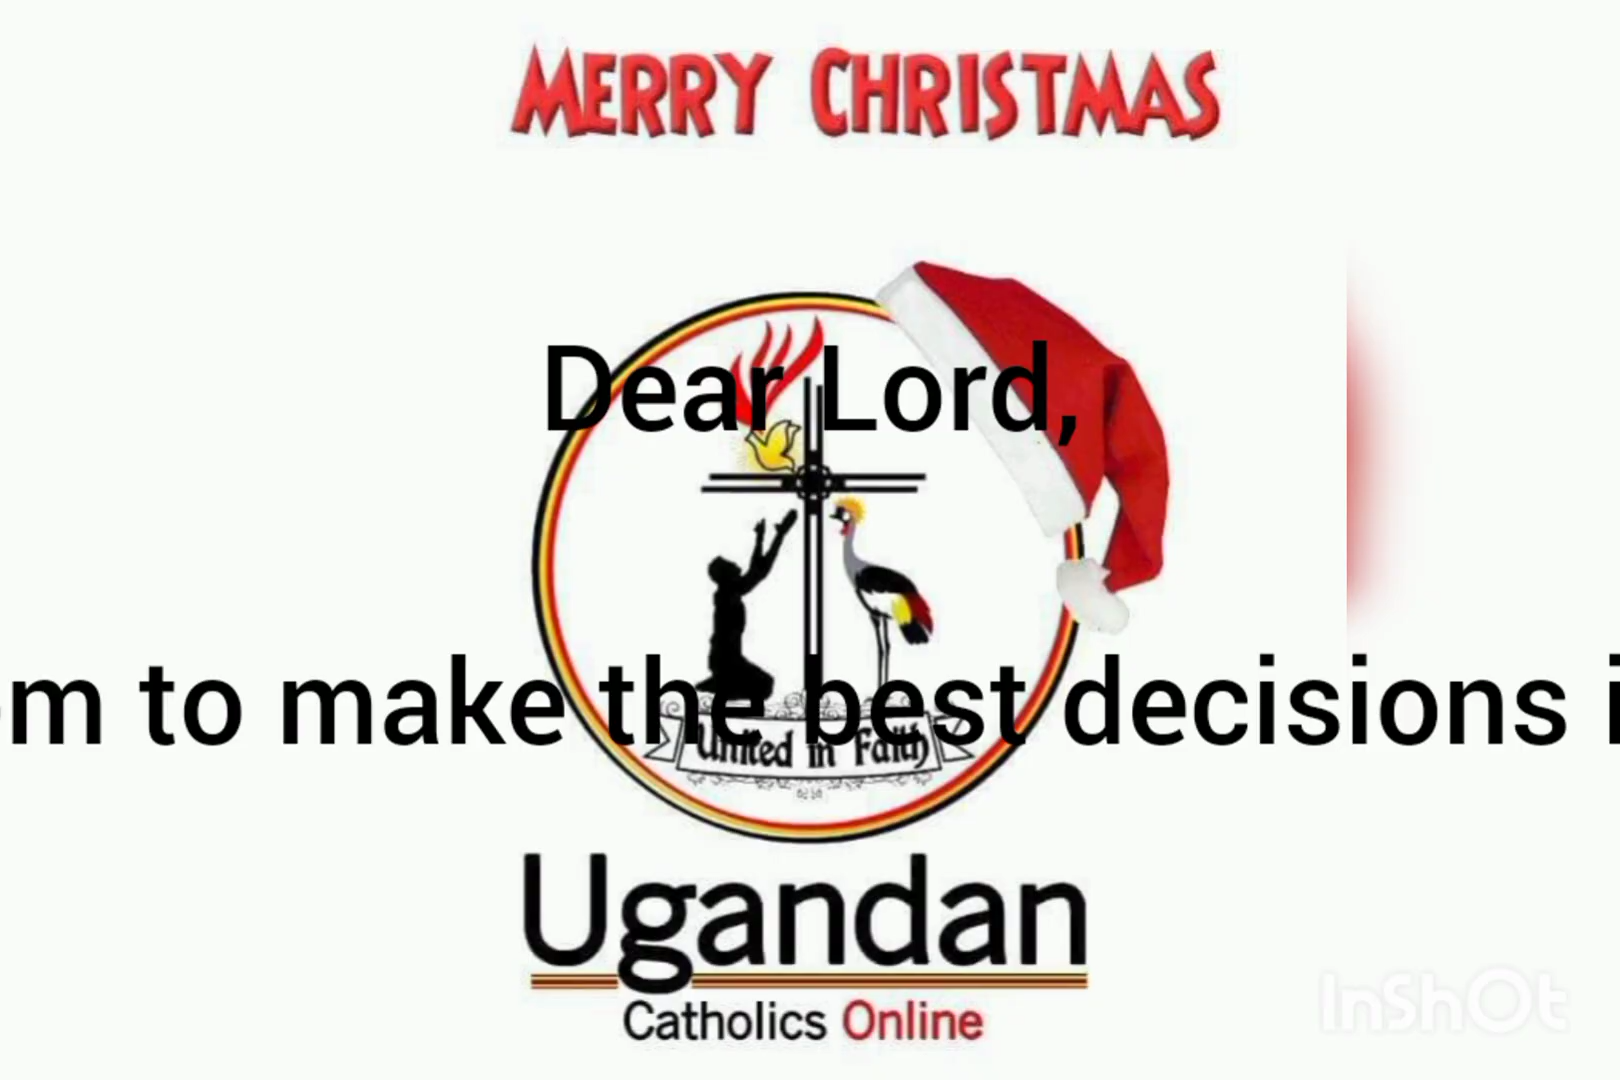 MERRY CHRISTMAS
Dear Lord,
m to make the best decisions i
United in Faith
Ugandan
Catholics Online
InShOt